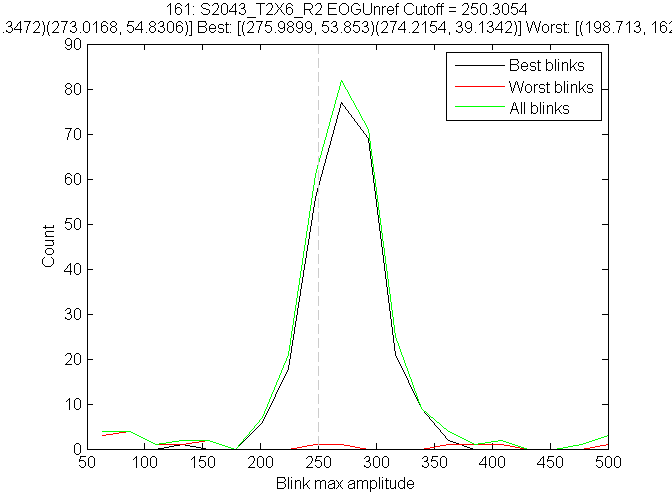 161: S2043_T2X6_R2 EOGUnref Cutoff = 250.3054
.3472)(273.0168, 54.8306)] Best: [(275.9899, 53.853)(274.2154, 39.1342)] Worst: [(198.713, 162
90
80
70
60
50
40
30
20
10
0
Count
Best blinks
Worst blinks
All blinks
50 100 150 200 250 300 350 400 450 500
Blink max amplitude